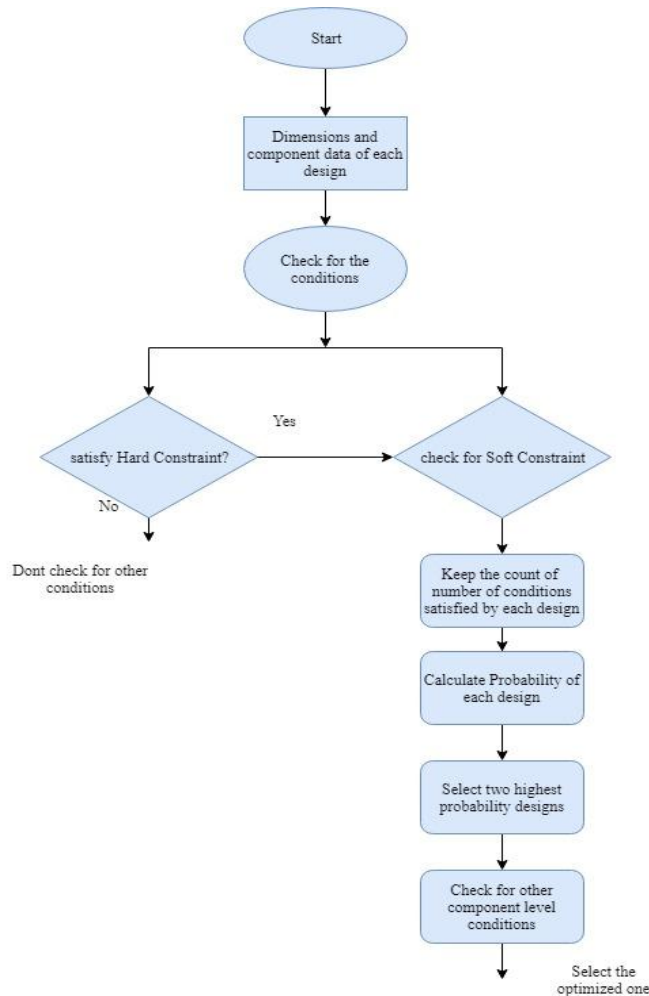 Start
Dimensions and
component data of each
design
Check for the
conditions
Yes
satisfy Hard Constraint?
check for Soft Constraint
No
Dont check for other
conditions
Keep the count of
number of conditions
satisfied by each design
Calculate Probability of
each design
Select two highest
probability designs
Check for other
component level
conditions
Select the
optimized one